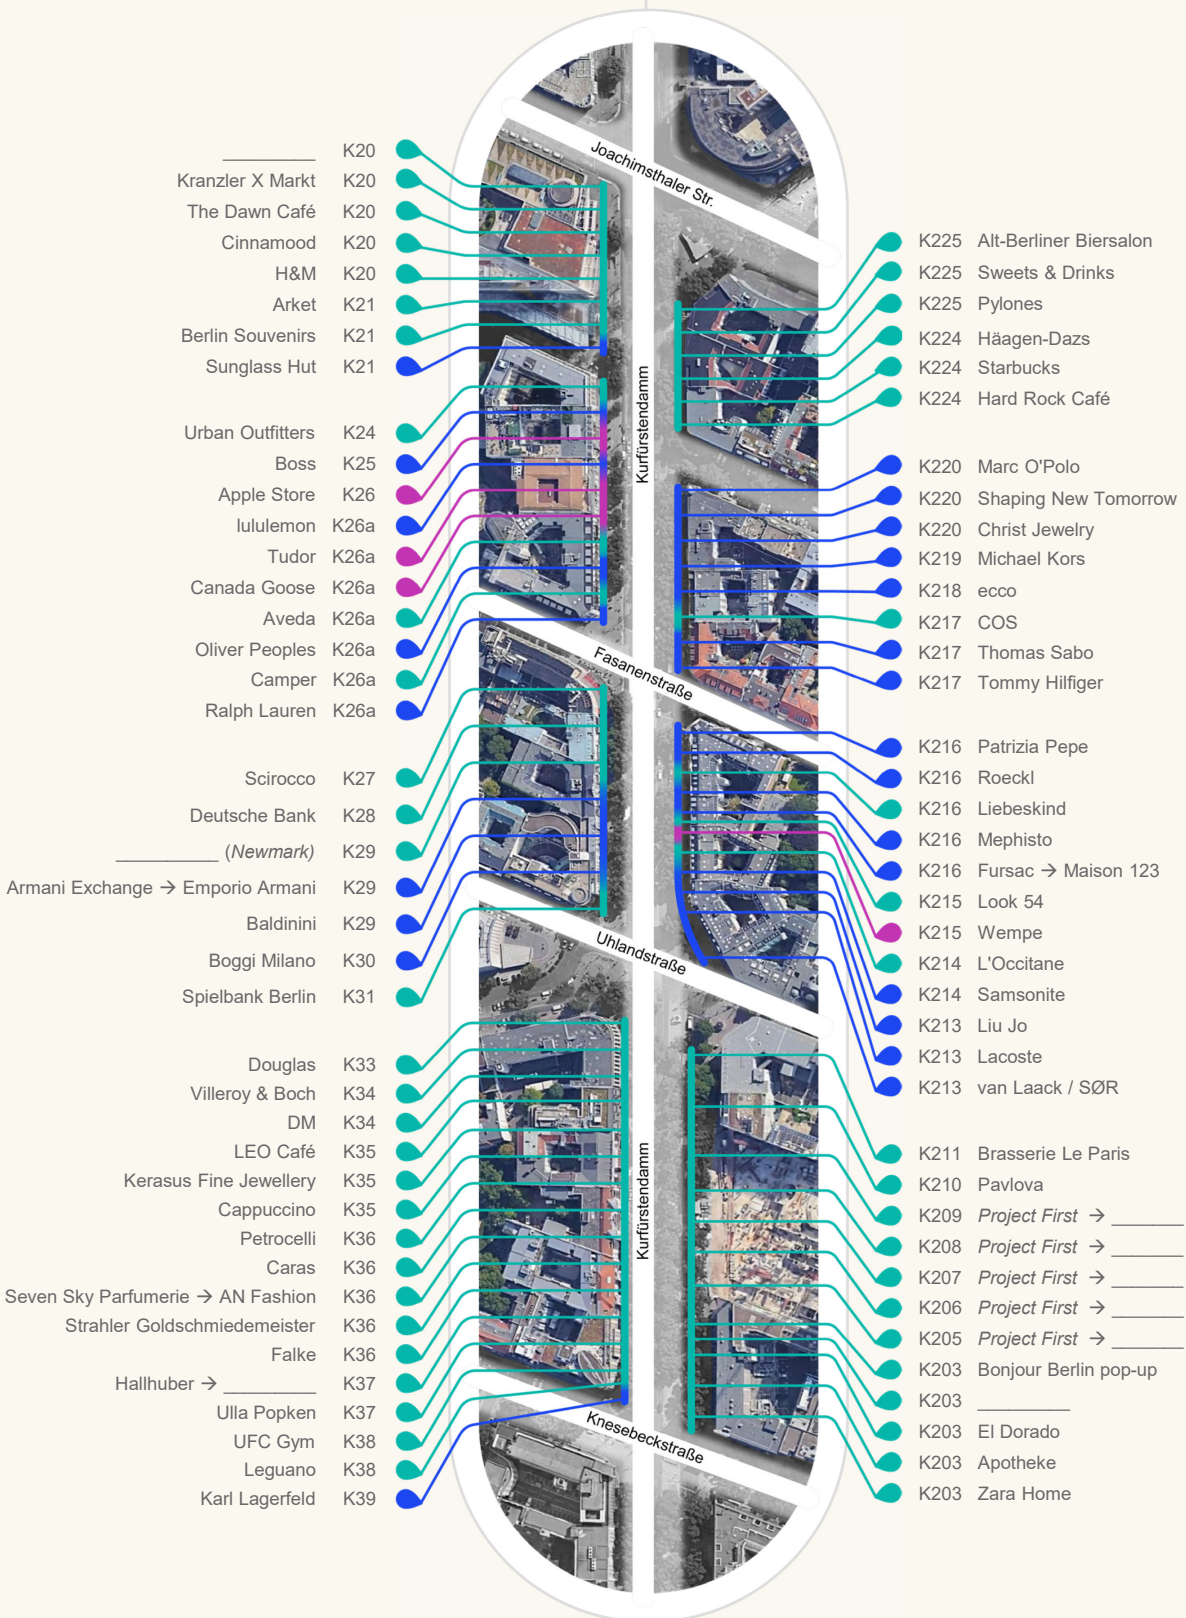 _________ K20
Kranzler X Markt K20
The Dawn Café K20
Cinnamood K20
H&M K20
Arket K21
Berlin Souvenirs K21
Sunglass Hut K21
Urban Outfitters K24
Boss K25
Apple Store K26
lululemon K26a
Tudor K26a
Canada Goose K26a
Aveda K26a
Oliver Peoples K26a
Camper K26a
Ralph Lauren K26a
Scirocco K27
Deutsche Bank K28
__________ (Newmark) K29
Armani Exchange → Emporio Armani K29
Baldinini K29
Boggi Milano K30
Spielbank Berlin K31
Douglas K33
Villeroy & Boch K34
DM K34
LEO Café K35
Kerasus Fine Jewellery K35
Cappuccino K35
Petrocelli K36
Caras K36
Seven Sky Parfumerie → AN Fashion K36
Strahler Goldschmiedemeister K36
Falke K36
Hallhuber → _________ K37
Ulla Popken K37
UFC Gym K38
Leguano K38
Karl Lagerfeld K39
Joachimsthaler Str.
Kurfürstendamm
Fasanenstraße
Uhlandstraße
Kurfürstendamm
Knesebeckstraße
K225 Alt-Berliner Biersalon
K225 Sweets & Drinks
K225 Pylones
K224 Häagen-Dazs
K224 Starbucks
K224 Hard Rock Café
K220 Marc O'Polo
K220 Shaping New Tomorrow
K220 Christ Jewelry
K219 Michael Kors
K218 ecco
K217 COS
K217 Thomas Sabo
K217 Tommy Hilfiger
K216 Patrizia Pepe
K216 Roeckl
K216 Liebeskind
K216 Mephisto
K216 Fursac → Maison 123
K215 Look 54
K215 Wempe
K214 L'Occitane
K214 Samsonite
K213 Liu Jo
K213 Lacoste
K213 van Laack / SØR
K211 Brasserie Le Paris
K210 Pavlova
K209 Project First → _______
K208 Project First → _______
K207 Project First → _______
K206 Project First → _______
K205 Project First → _______
K203 Bonjour Berlin pop-up
K203 _________
K203 El Dorado
K203 Apotheke
K203 Zara Home